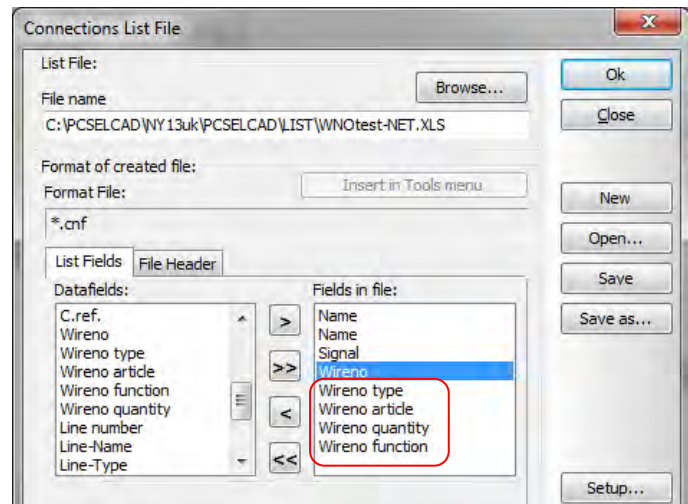 Connections List File
List File:
Browse...
File name
C:\PCSELCAD\NY13uk\PCSELCAD\LIST\WNOtest-NET.XLS
Format of created file:
Insert in Tools menu
Format File:
*.cnf
List Fields File Header
Datafields:
C.ref.
Wireno
Wireno type
Wireno article
Wireno function
Wireno quantity
Line number
Line-Name
Line-Type
>
>>
<
<<
Fields in file:
Name
Name
Signal
Wireno
Wireno type
Wireno article
Wireno quantity
Wireno function
Ok
Close
New
Open...
Save
Save as...
Setup...